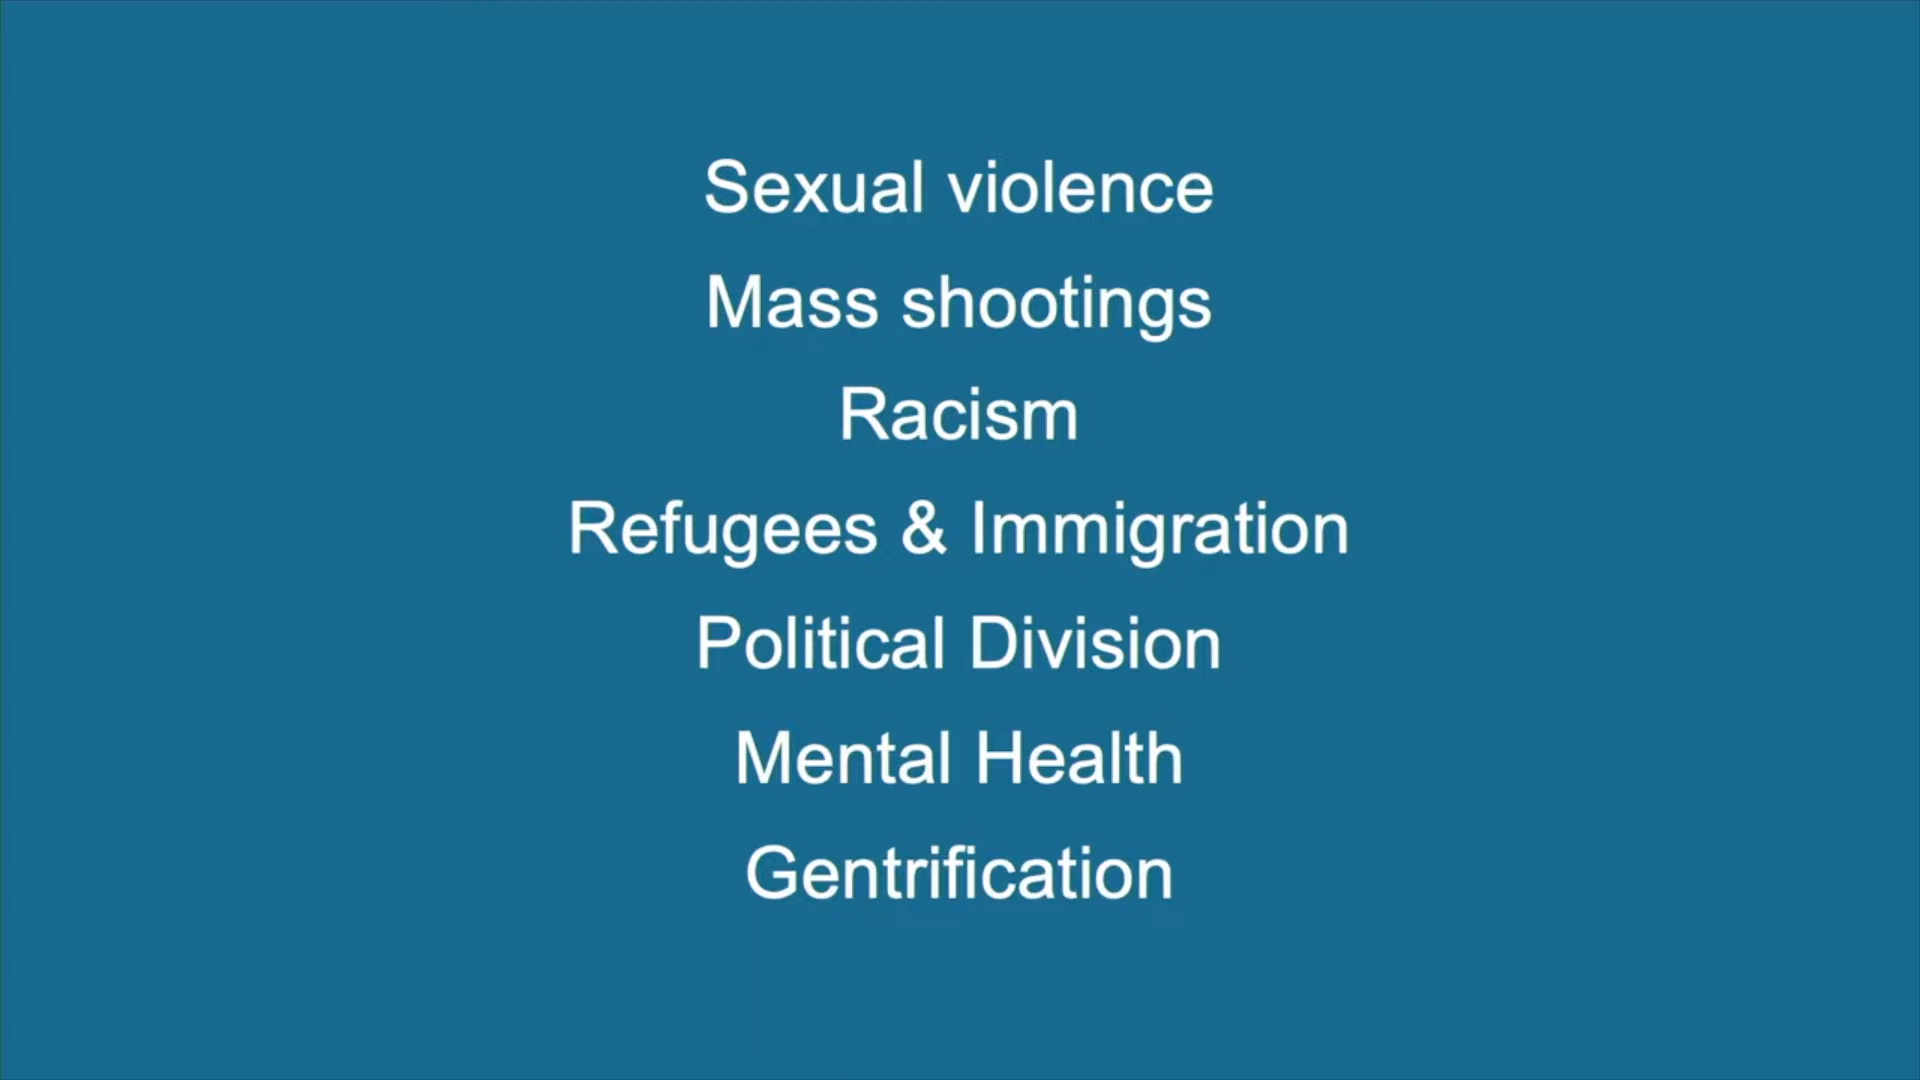 Sexual violence
Mass shootings
Racism
Refugees & Immigration
Political Division
Mental Health
Gentrification